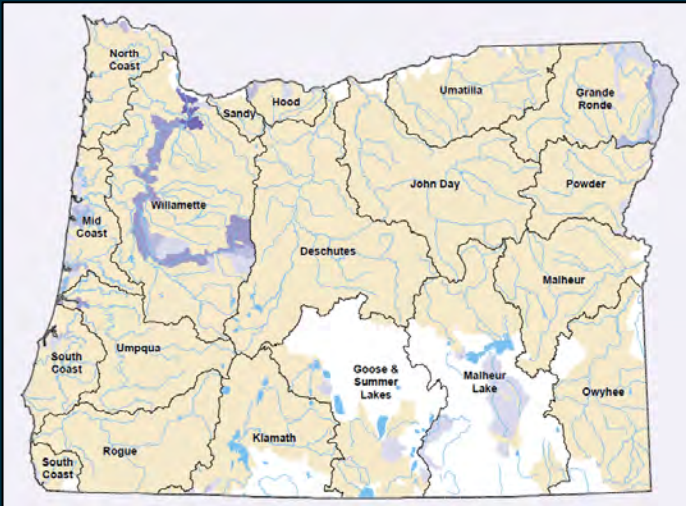 North
Coast
Sandy
Hood
Umatilla
Grande
Ronde
John Day
Powder
Willamette
Mid
Coast
Deschutes
Malheur
South
Coast
Umpqua
Goose &
Summer
Lakes
Malheur
Lake
Owyhee
Klamath
Rogue
South
Coast